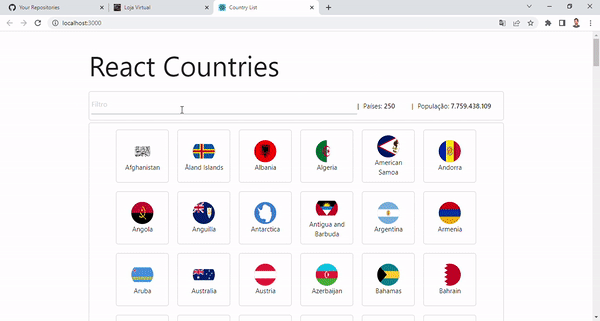 Your Repositories
Loja Virtual
Country List
localhost:3000
React Countries
Filtro
| Países: 250 | População: 7.759.438.109
Afghanistan
Åland Islands
Albania
Algeria
American
Samoa
Andorra
Angola
Anguilla
Antarctica
Antigua and
Barbuda
Argentina
Armenia
Aruba
Australia
Austria
Azerbaijan
Bahamas
Bahrain